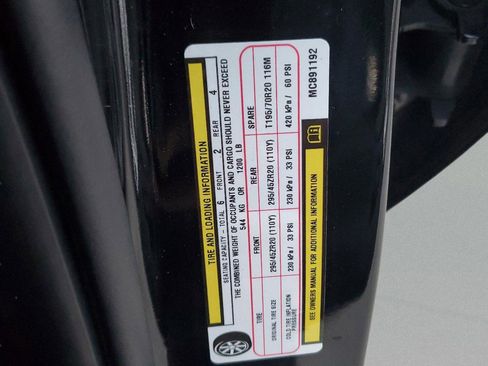 TIRE AND LOADING INFORMATION
SEATING CAPACITY - TOTAL 6 FRONT 2 REAR 4
THE COMBINED WEIGHT OF OCCUPANTS AND CARGO SHOULD NEVER EXCEED
544 KG OR 1200 LB
TIRE FRONT REAR SPARE
ORIGINAL TIRE SIZE 295/45ZR20 (110Y) 295/45ZR20 (110Y) T195/70R20 116M
COLD TIRE INFLATION PRESSURE 230 kPa / 33 PSI 230 kPa / 33 PSI 420 kPa / 60 PSI
SEE OWNERS MANUAL FOR ADDITIONAL INFORMATION
MC891192